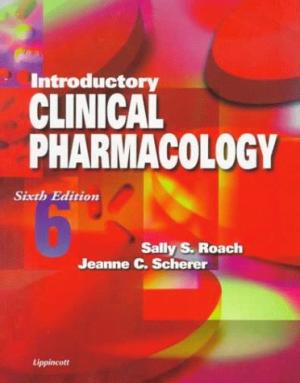 Introductory
CLINICAL
PHARMACOLOGY
Sixth Edition
6
Sally S. Roach
Jeanne C. Scherer
Lippincott